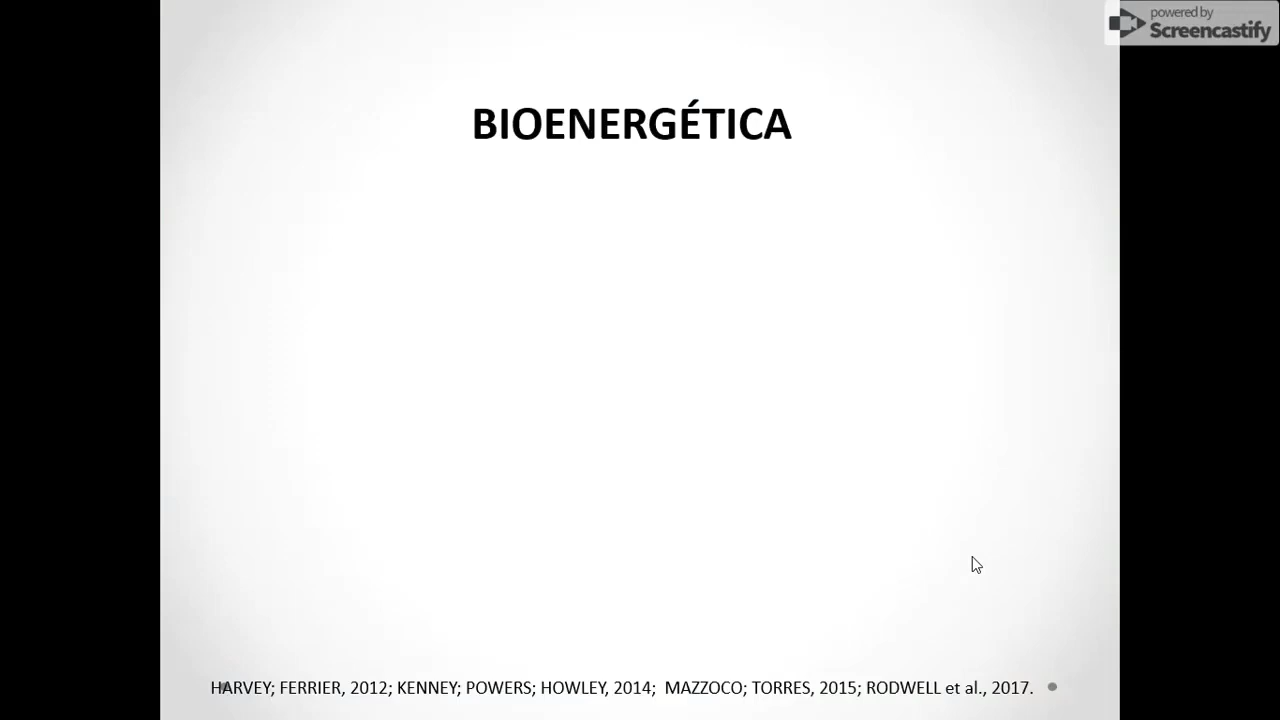 powered by
Screencastify
BIOENERGÉTICA
HARVEY; FERRIER, 2012; KENNEY; POWERS; HOWLEY, 2014;  MAZZOCO; TORRES, 2015; RODWELL et al., 2017.